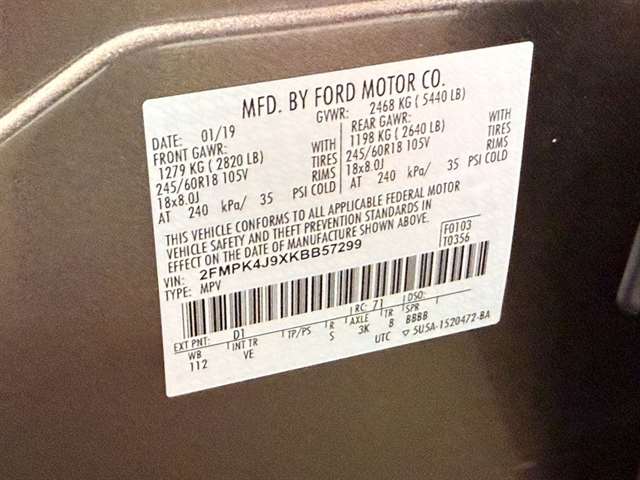 MFD. BY FORD MOTOR CO.
DATE: 01/19 GVWR: 2468 KG ( 5440 LB)
FRONT GAWR: REAR GAWR:
1279 KG ( 2820 LB) WITH 1198 KG ( 2640 LB) WITH
245/60R18 105V TIRES 245/60R18 105V TIRES
18x8.0J RIMS 18x8.0J RIMS
AT 240 kPa/ 35 PSI COLD AT 240 kPa/ 35 PSI COLD
THIS VEHICLE CONFORMS TO ALL APPLICABLE FEDERAL MOTOR
VEHICLE SAFETY AND THEFT PREVENTION STANDARDS IN
EFFECT ON THE DATE OF MANUFACTURE SHOWN ABOVE.
VIN: 2FMPK4J9XKBB57299 F0103
TYPE: MPV T0356
RC: 71 DSO:
EXT PNT: D1 TP/PS R AXLE TR SPR
WB INT TR S 3K B BBBB
112 VE UTC ▽ 5U5A-1520472-BA